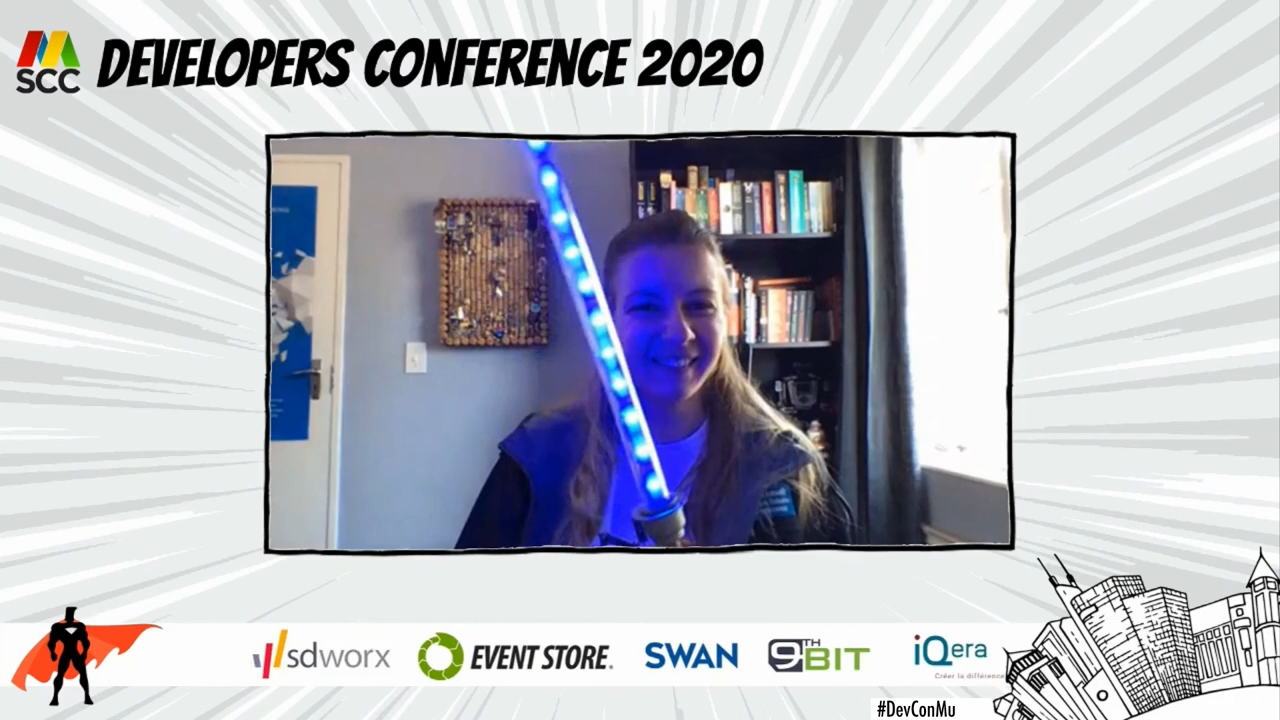 SCC
DEVELOPERS CONFERENCE 2020
sdworx
EVENT STORE.
SWAN
9TH BIT
iQera
Créer la différence
#DevConMu